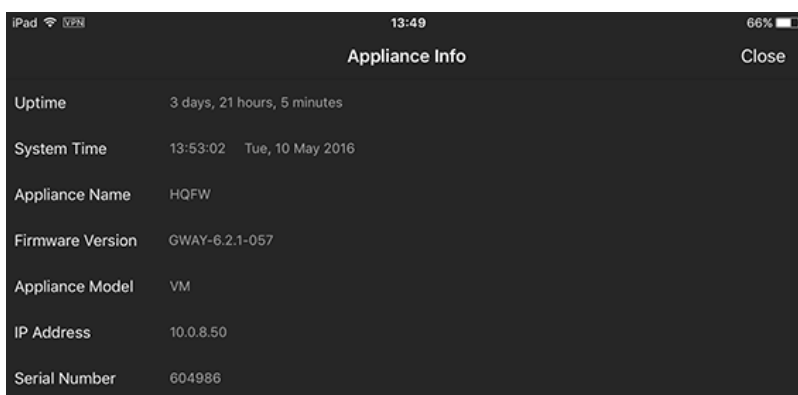 iPad VPN 13:49 66%
Appliance Info Close
Uptime 3 days, 21 hours, 5 minutes
System Time 13:53:02 Tue, 10 May 2016
Appliance Name HQFW
Firmware Version GWAY-6.2.1-057
Appliance Model VM
IP Address 10.0.8.50
Serial Number 604986